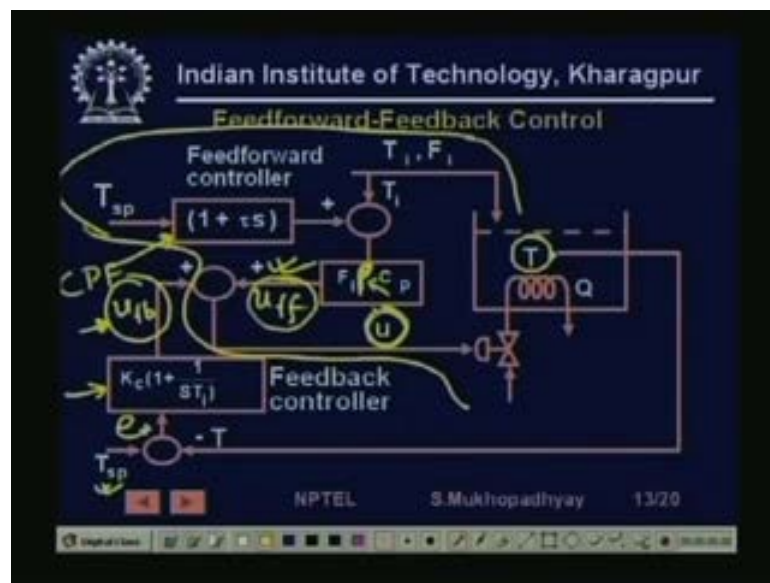 Indian Institute of Technology, Kharagpur
Feedforward-Feedback Control
Feedforward
controller
T i , F i
T sp
(1 + τs)
+
T i
T
Q
CPF
+
+
F i ρ C p
u fb
u ff
u
K c (1+ 1/ST i)
Feedback
controller
e
- T
T sp
NPTEL
S.Mukhopadhyay
13/20